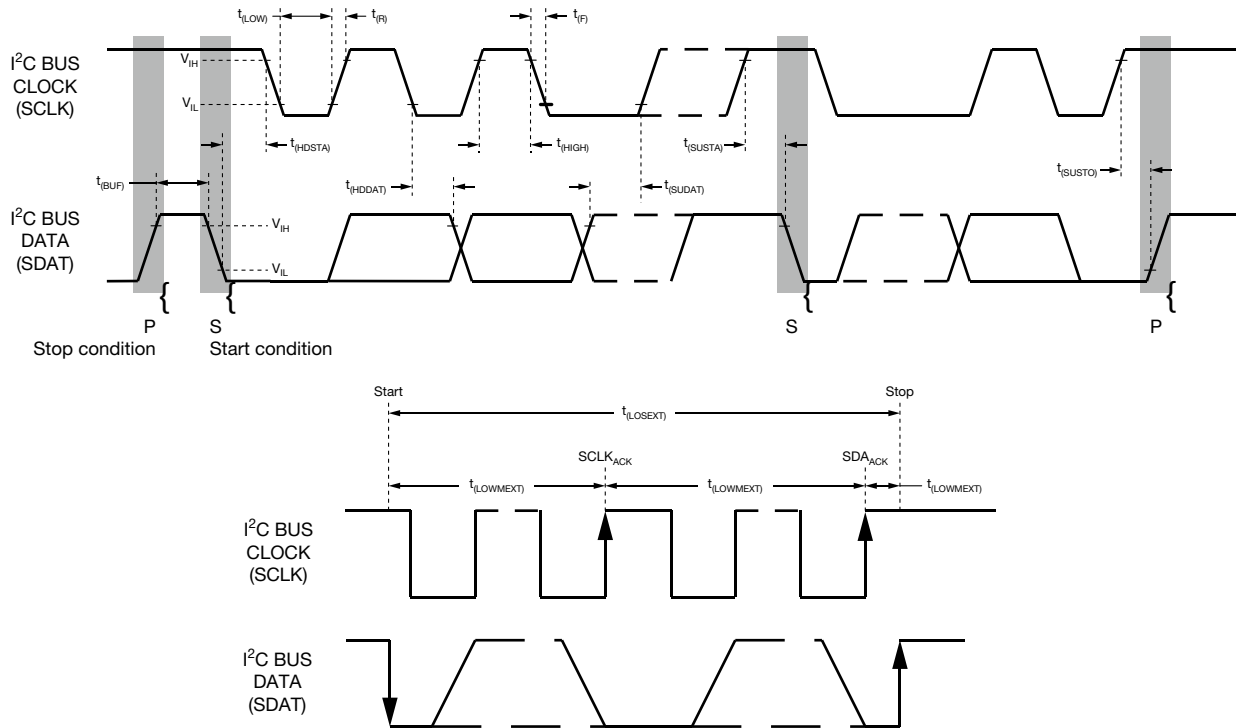 t(LOW) t(R) t(F)
I²C BUS
CLOCK
(SCLK)
VIH
VIL
t(HDSTA) t(HIGH) t(SUSTA)
t(BUF) t(HDDAT) t(SUDAT) t(SUSTO)
I²C BUS
DATA
(SDAT)
VIH
VIL
{ { { {
P S S P
Stop condition Start condition
Start Stop
t(LOSEXT)
SCLKACK SDAACK
t(LOWMEXT) t(LOWMEXT) t(LOWMEXT)
I²C BUS
CLOCK
(SCLK)
I²C BUS
DATA
(SDAT)